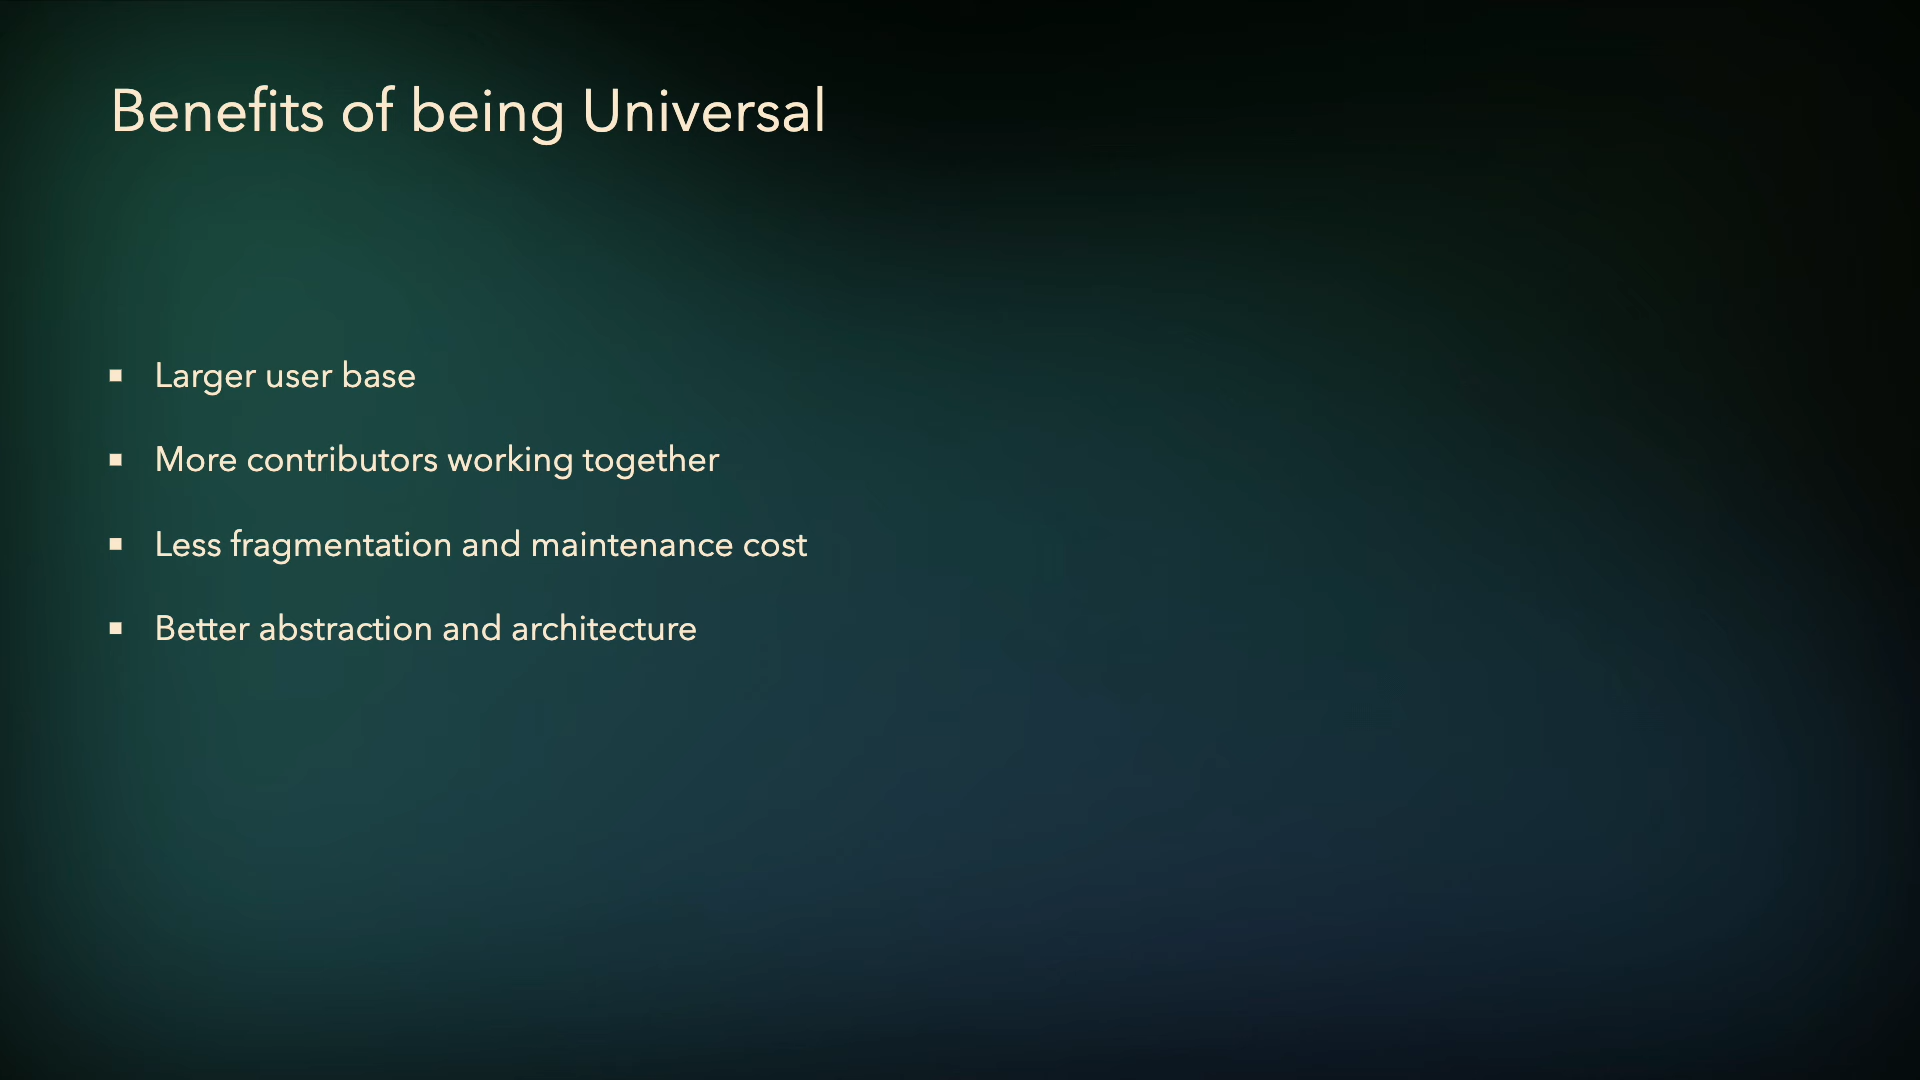 Benefits of being Universal
Larger user base
More contributors working together
Less fragmentation and maintenance cost
Better abstraction and architecture